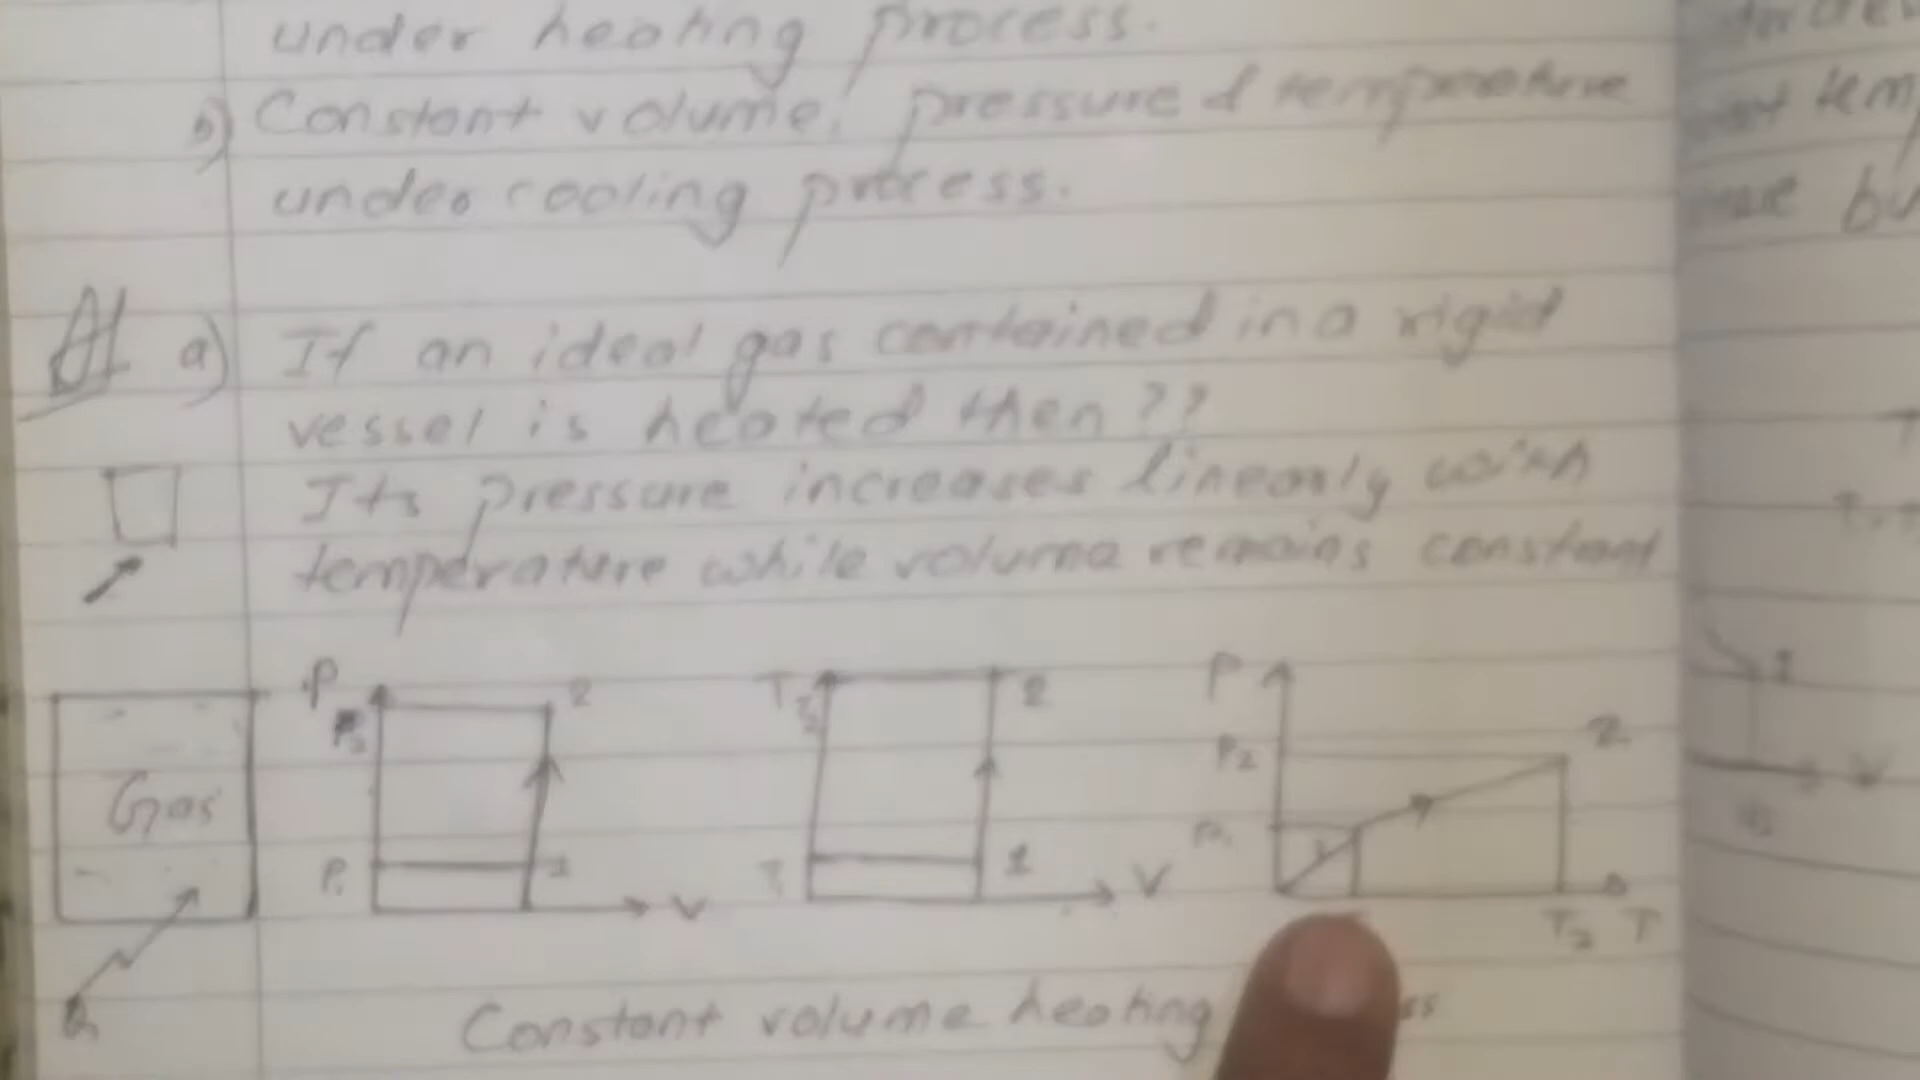 under heating process.
b) Constant volume, pressure & temperature
under cooling process.
A a) If an ideal gas contained in a rigid
vessel is heated then ??
Its pressure increases linearly with
temperature while volume remains constant
P 2 T2 2 P
P2 P2 2
Gas
P1 1 1 V P1
V T2 T
Q
Constant volume heating
tem
bu
V